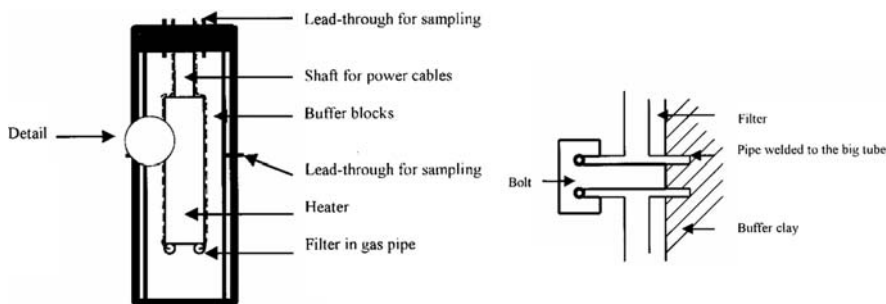 Lead-through for sampling
Shaft for power cables
Buffer blocks
Detail
Lead-through for sampling
Heater
Filter in gas pipe
Filter
Pipe welded to the big tube
Bolt
Buffer clay